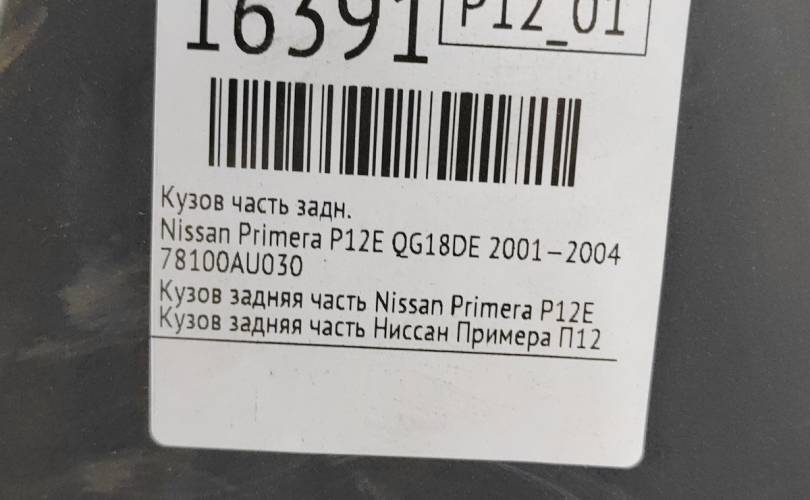 16391 P12_01
Кузов часть задн.
Nissan Primera P12E QG18DE 2001-2004
78100AU030
Кузов задняя часть Nissan Primera P12E
Кузов задняя часть Ниссан Примера П12